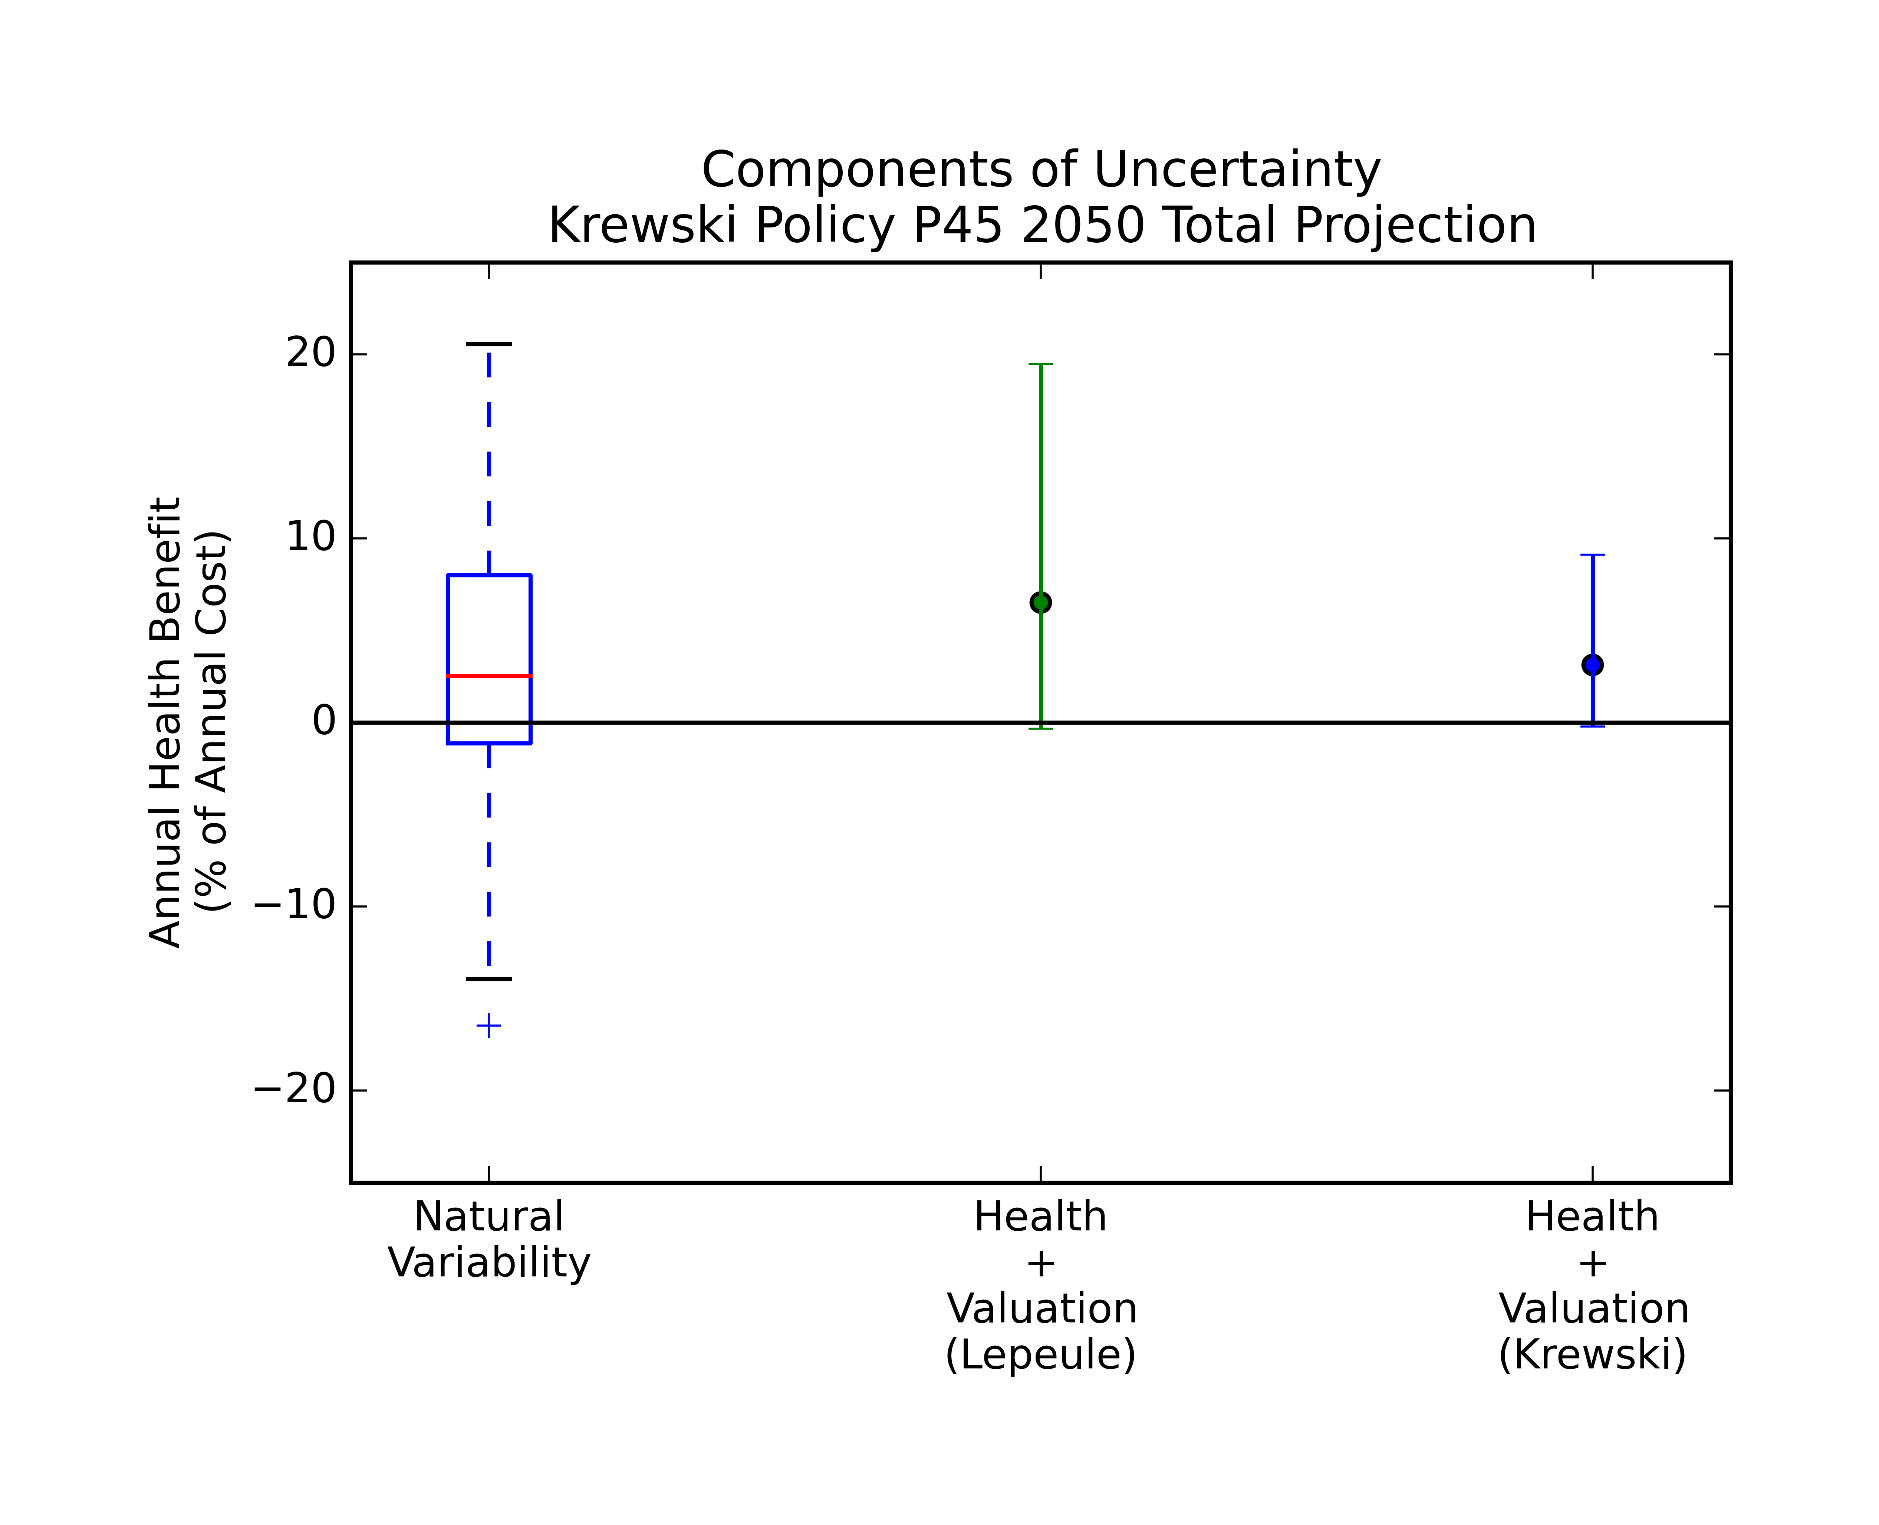 Components of Uncertainty
Krewski Policy P45 2050 Total Projection
Annual Health Benefit
(% of Annual Cost)
20
10
0
−10
−20
Natural
Variability
Health
+
Valuation
(Lepeule)
Health
+
Valuation
(Krewski)